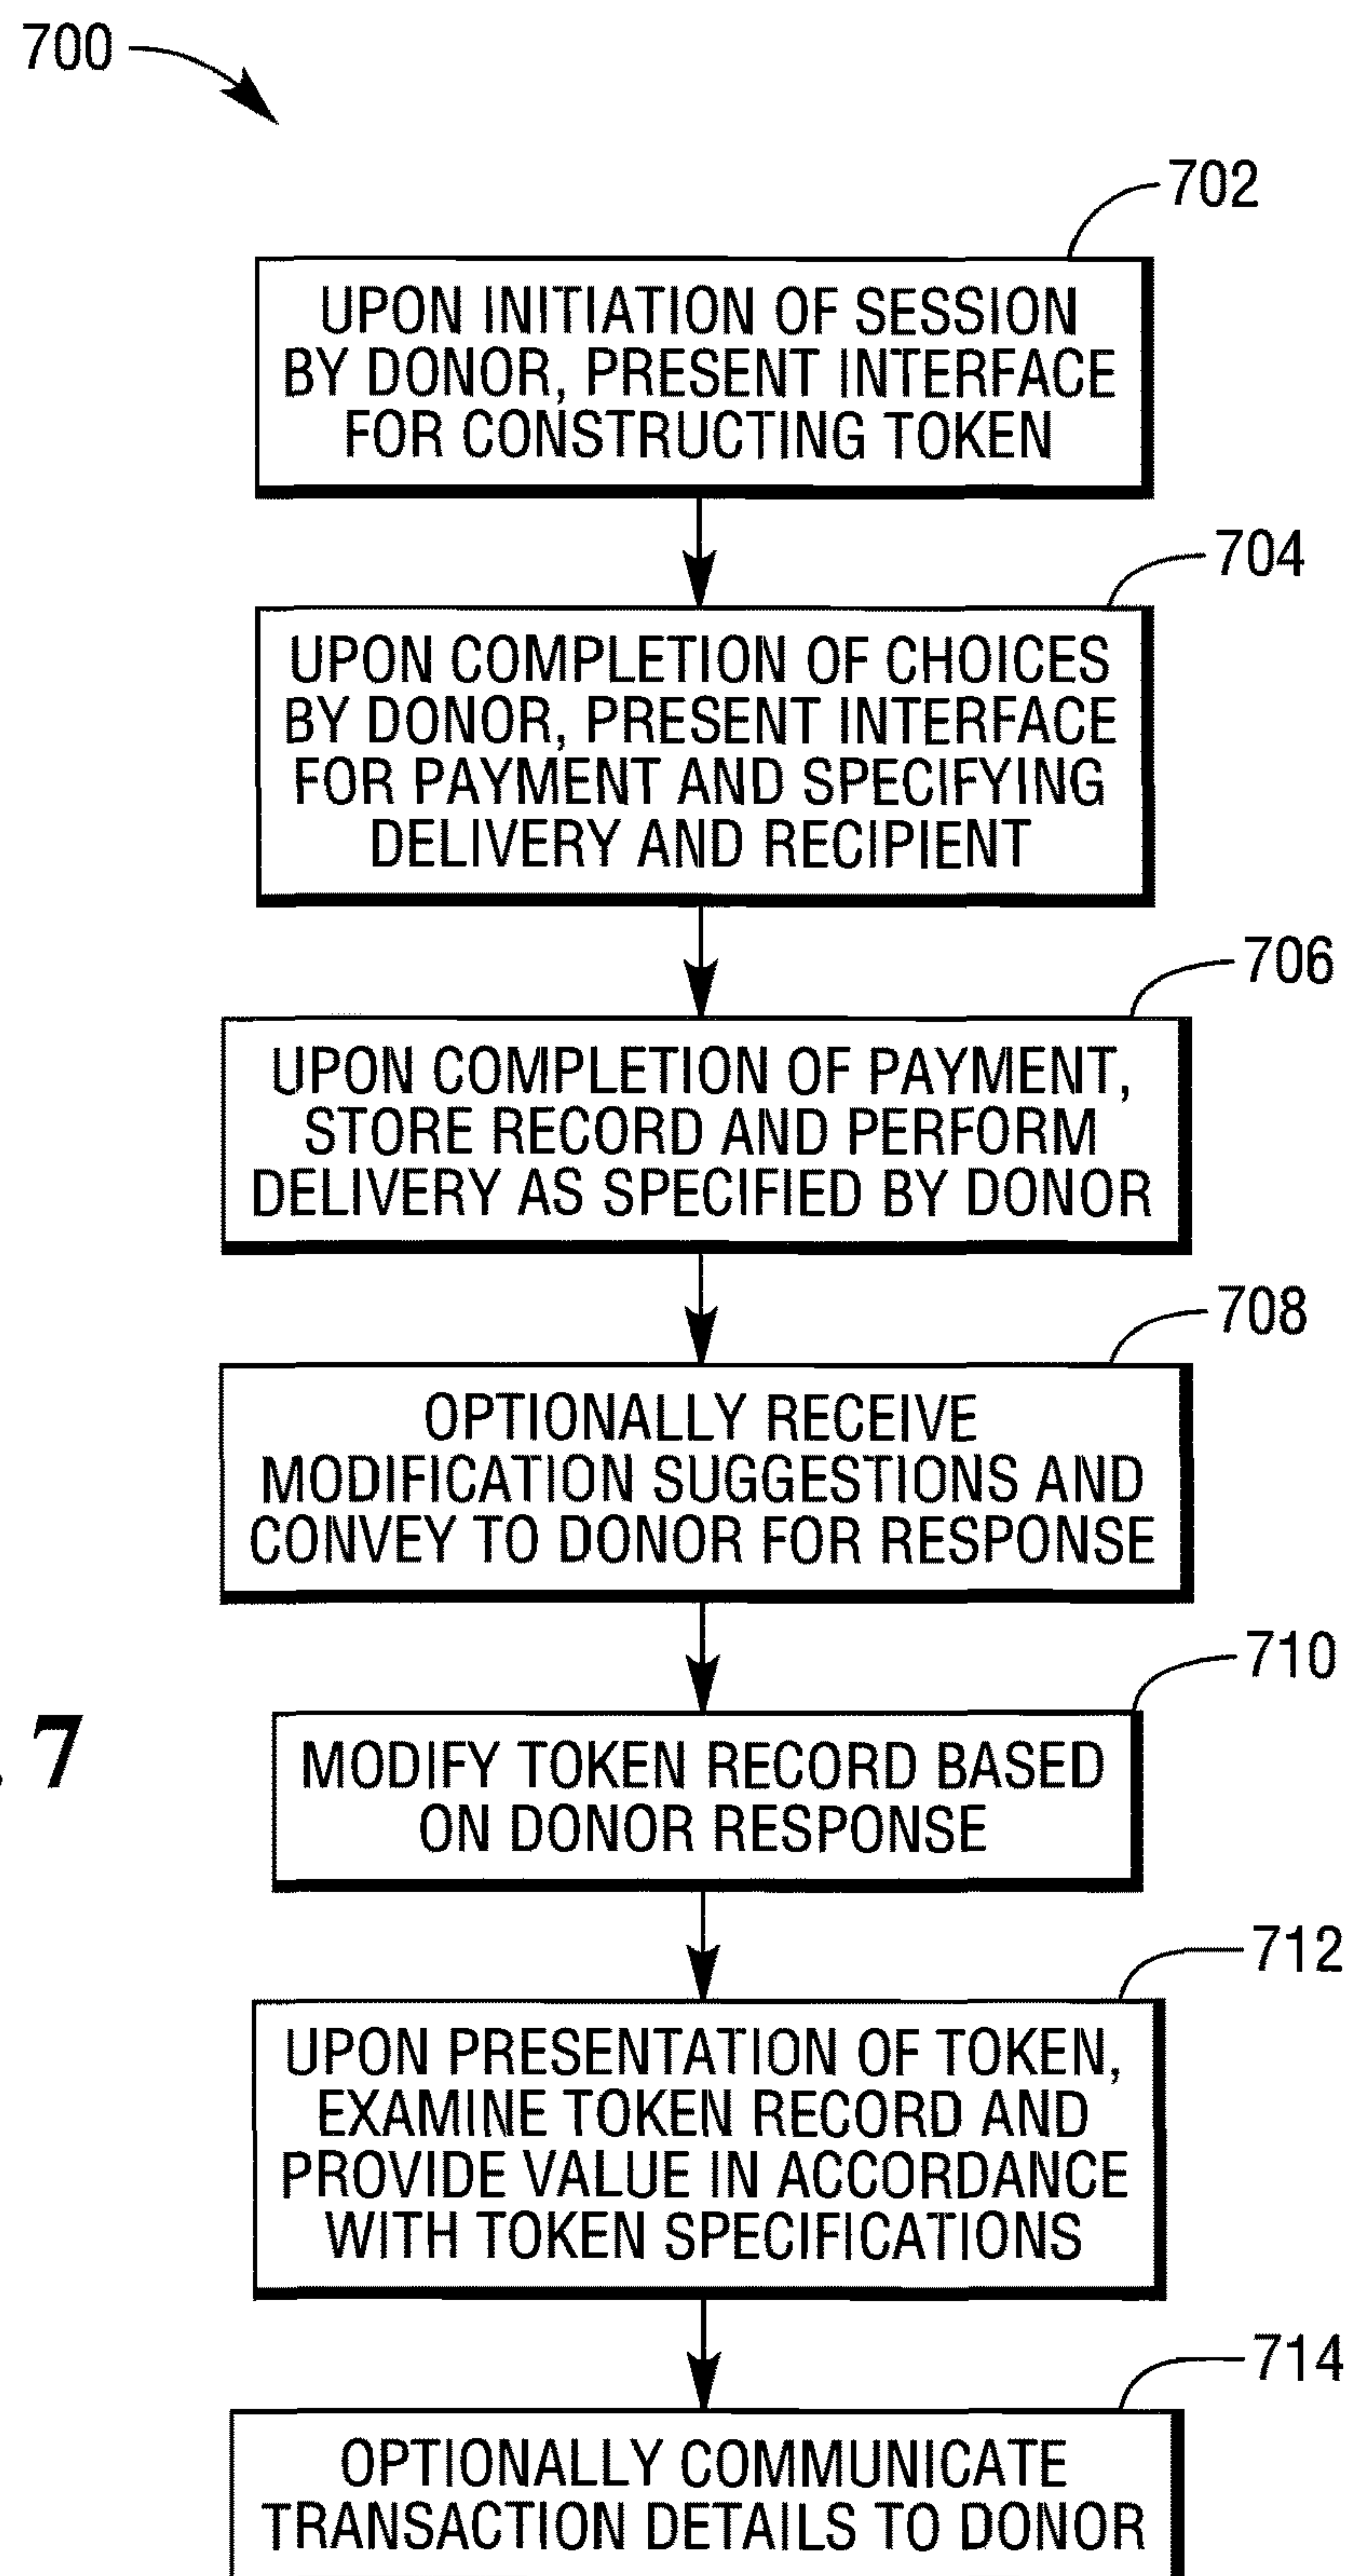 700
702
UPON INITIATION OF SESSION
BY DONOR, PRESENT INTERFACE
FOR CONSTRUCTING TOKEN
704
UPON COMPLETION OF CHOICES
BY DONOR, PRESENT INTERFACE
FOR PAYMENT AND SPECIFYING
DELIVERY AND RECIPIENT
706
UPON COMPLETION OF PAYMENT,
STORE RECORD AND PERFORM
DELIVERY AS SPECIFIED BY DONOR
708
OPTIONALLY RECEIVE
MODIFICATION SUGGESTIONS AND
CONVEY TO DONOR FOR RESPONSE
710
. 7
MODIFY TOKEN RECORD BASED
ON DONOR RESPONSE
712
UPON PRESENTATION OF TOKEN,
EXAMINE TOKEN RECORD AND
PROVIDE VALUE IN ACCORDANCE
WITH TOKEN SPECIFICATIONS
714
OPTIONALLY COMMUNICATE
TRANSACTION DETAILS TO DONOR